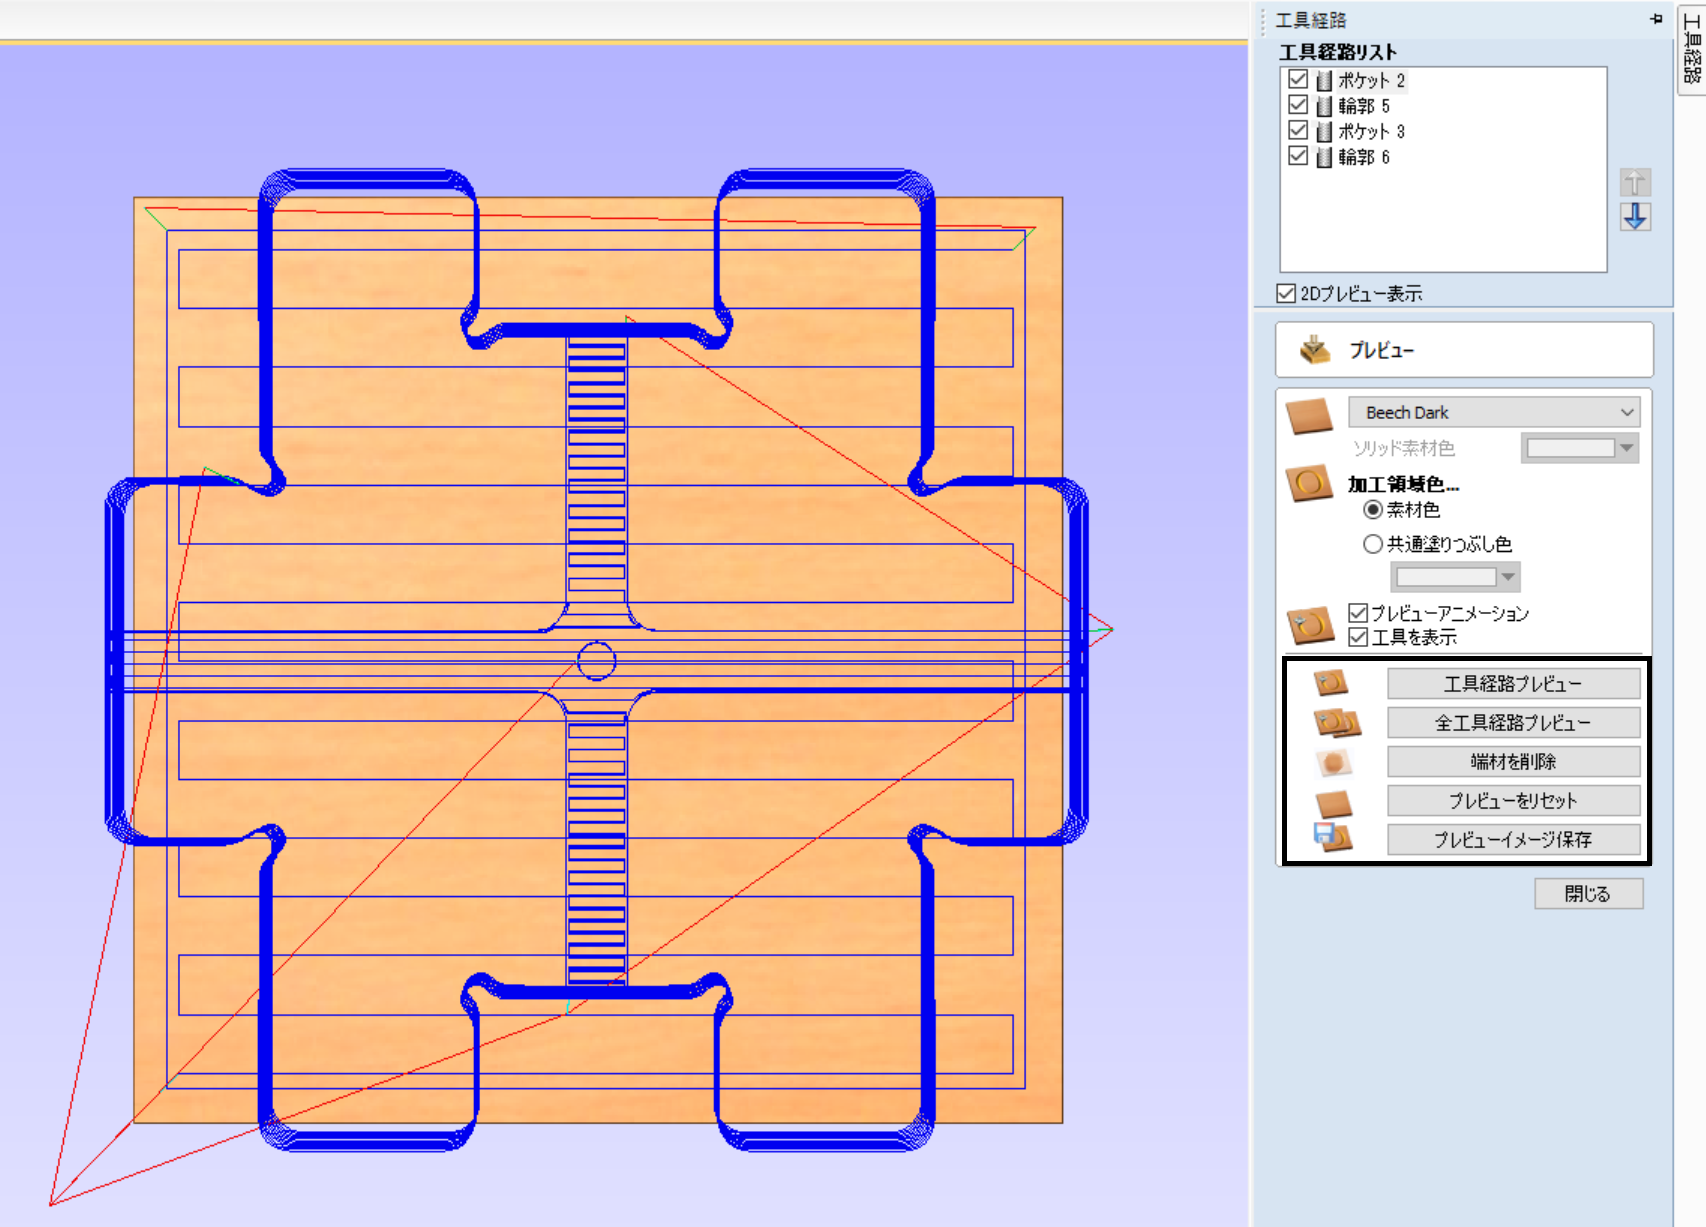 工具経路
工具経路
工具経路リスト
ポケット 2
輪郭 5
ポケット 3
輪郭 6
2Dプレビュー表示
プレビュー
Beech Dark
ソリッド素材色
加工領域色...
素材色
共通塗りつぶし色
プレビューアニメーション
工具を表示
工具経路プレビュー
全工具経路プレビュー
端材を削除
プレビューをリセット
プレビューイメージ保存
閉じる